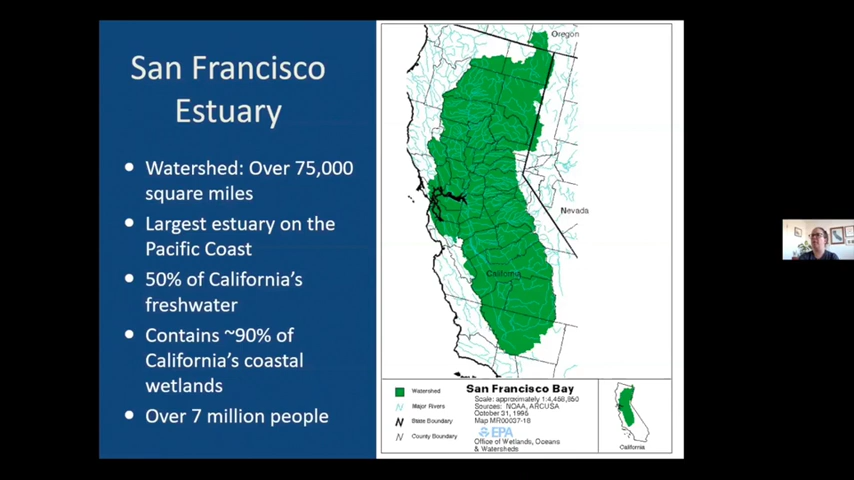 San Francisco
Estuary
• Watershed: Over 75,000
square miles
• Largest estuary on the
Pacific Coast
• 50% of California's
freshwater
• Contains ~90% of
California's coastal
wetlands
• Over 7 million people
Oregon
Nevada
California
Watershed
Major Rivers
State Boundary
County Boundary
San Francisco Bay
Scale: approximately 1:4,458,850
Sources: NOAA, ARCUSA
October 31, 1995
Map MR00037-18
EPA
Office of Wetlands, Oceans
& Watersheds
California